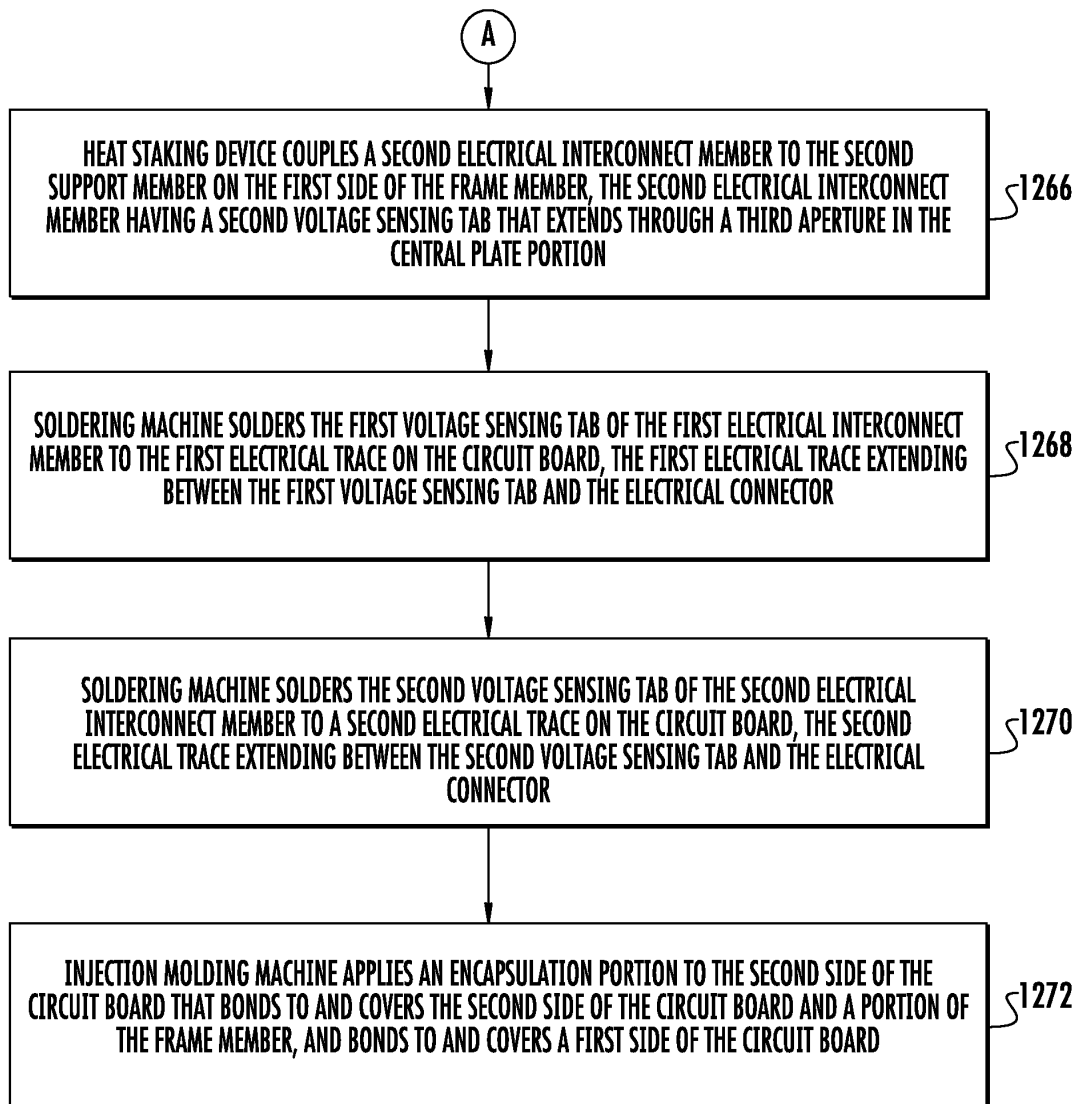 A
HEAT STAKING DEVICE COUPLES A SECOND ELECTRICAL INTERCONNECT MEMBER TO THE SECOND
SUPPORT MEMBER ON THE FIRST SIDE OF THE FRAME MEMBER, THE SECOND ELECTRICAL INTERCONNECT
MEMBER HAVING A SECOND VOLTAGE SENSING TAB THAT EXTENDS THROUGH A THIRD APERTURE IN THE
CENTRAL PLATE PORTION
1266
SOLDERING MACHINE SOLDERS THE FIRST VOLTAGE SENSING TAB OF THE FIRST ELECTRICAL INTERCONNECT
MEMBER TO THE FIRST ELECTRICAL TRACE ON THE CIRCUIT BOARD, THE FIRST ELECTRICAL TRACE EXTENDING
BETWEEN THE FIRST VOLTAGE SENSING TAB AND THE ELECTRICAL CONNECTOR
1268
SOLDERING MACHINE SOLDERS THE SECOND VOLTAGE SENSING TAB OF THE SECOND ELECTRICAL
INTERCONNECT MEMBER TO A SECOND ELECTRICAL TRACE ON THE CIRCUIT BOARD, THE SECOND
ELECTRICAL TRACE EXTENDING BETWEEN THE SECOND VOLTAGE SENSING TAB AND THE ELECTRICAL
CONNECTOR
1270
INJECTION MOLDING MACHINE APPLIES AN ENCAPSULATION PORTION TO THE SECOND SIDE OF THE
CIRCUIT BOARD THAT BONDS TO AND COVERS THE SECOND SIDE OF THE CIRCUIT BOARD AND A PORTION OF
THE FRAME MEMBER, AND BONDS TO AND COVERS A FIRST SIDE OF THE CIRCUIT BOARD
1272